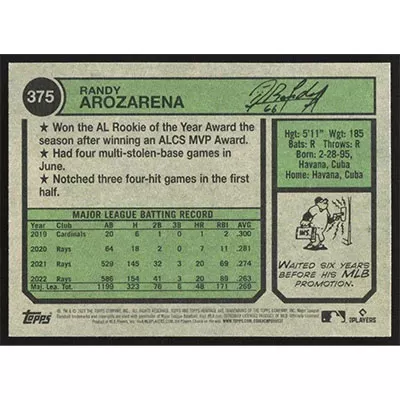 375
RANDY
AROZARENA
★ Won the AL Rookie of the Year Award the
season after winning an ALCS MVP Award.
★ Had four multi-stolen-base games in
June.
★ Notched three four-hit games in the first
half.
Hgt: 5'11" Wgt: 185
Bats: R Throws: R
Born: 2-28-95,
Havana, Cuba
Home: Havana, Cuba
MAJOR LEAGUE BATTING RECORD
Year Club AB H 2B 3B HR RBI AVG
2019 Cardinals 20 6 1 0 1 2 .300
2020 Rays 64 18 2 0 7 11 .281
2021 Rays 529 145 32 3 20 69 .274
2022 Rays 586 154 41 3 20 89 .263
Maj. Lea. Tot. 1199 323 76 6 48 171 .269
WAITED SIX YEARS
BEFORE HIS MLB
PROMOTION.
TOPPS
PLAYERS